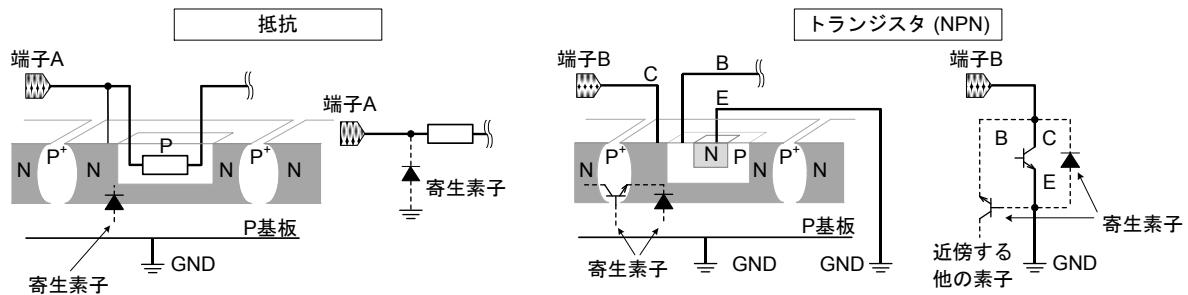 抵抗
端子A
P
N
P+
N
N
P+
N
P基板
GND
寄生素子
端子A
寄生素子
トランジスタ (NPN)
端子B
C
B
E
N
P+
N
N
P
N
P+
N
P基板
寄生素子
GND
GND
端子B
B
C
E
寄生素子
近傍する
他の素子
GND